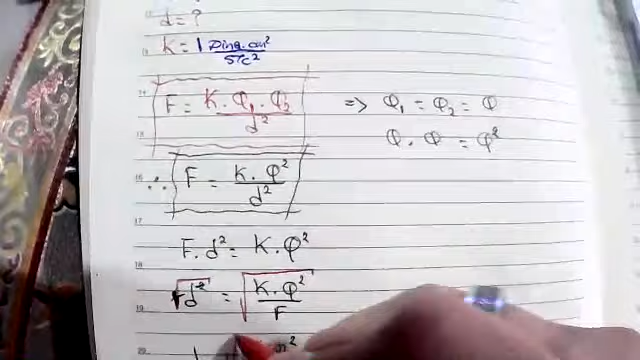 d = ?
K = 1 Dina.cm² / STC²
F = K . Q₁ . Q₂ / d² => Q₁ = Q₂ = Q
Q . Q = Q²
∴ F = K . Q² / d²
F . d² = K . Q²
√d² = √K . Q² / F